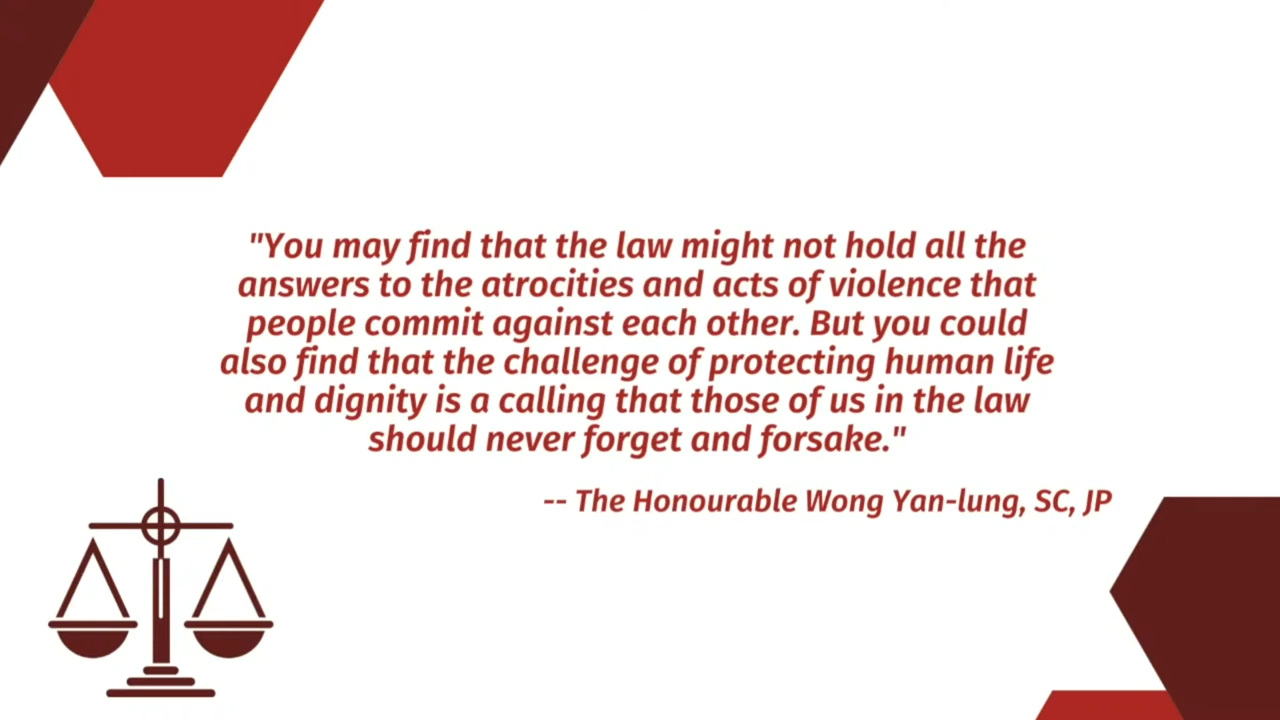 "You may find that the law might not hold all the
answers to the atrocities and acts of violence that
people commit against each other. But you could
also find that the challenge of protecting human life
and dignity is a calling that those of us in the law
should never forget and forsake."
-- The Honourable Wong Yan-lung, SC, JP